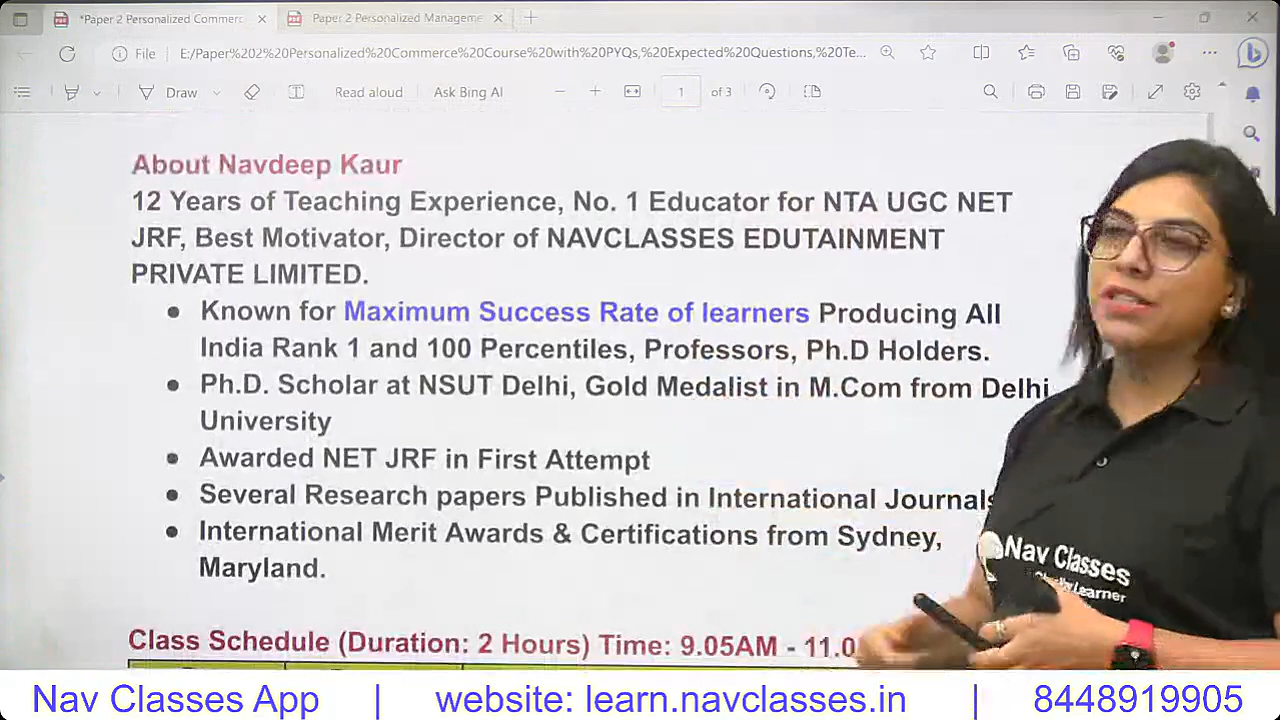 *Paper 2 Personalized Commerc
Paper 2 Personalized Manageme
File
E:/Paper%202%20Personalized%20Commerce%20Course%20with%20PYQs,%20Expected%20Questions,%20Te...
Draw
Read aloud
Ask Bing AI
1
of 3
About Navdeep Kaur
12 Years of Teaching Experience, No. 1 Educator for NTA UGC NET
JRF, Best Motivator, Director of NAVCLASSES EDUTAINMENT
PRIVATE LIMITED.
● Known for Maximum Success Rate of learners Producing All
India Rank 1 and 100 Percentiles, Professors, Ph.D Holders.
● Ph.D. Scholar at NSUT Delhi, Gold Medalist in M.Com from Delhi
University
● Awarded NET JRF in First Attempt
● Several Research papers Published in International Journals
● International Merit Awards & Certifications from Sydney,
Maryland.
Class Schedule (Duration: 2 Hours) Time: 9.05AM - 11.0
Nav Classes
Learner
Nav Classes App | website: learn.navclasses.in | 8448919905